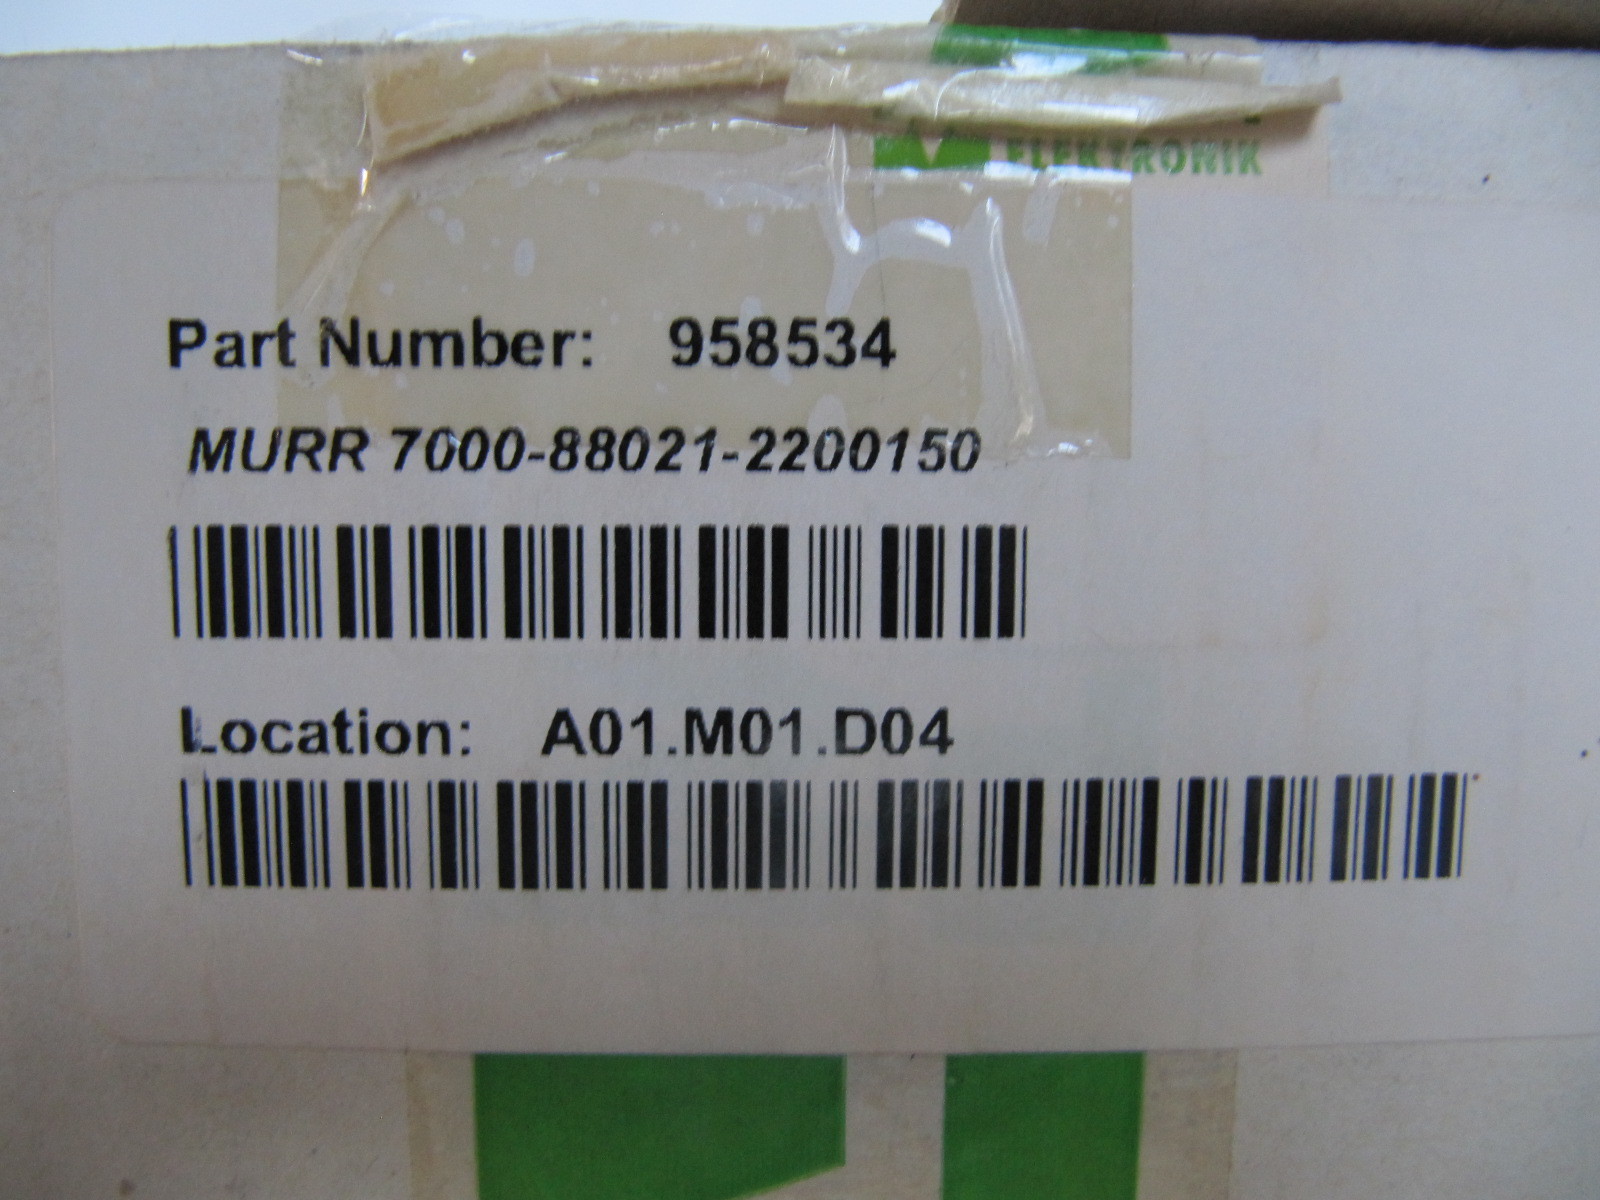 ELEKTRONIK
Part Number: 958534
MURR 7000-88021-2200150
Location: A01.M01.D04